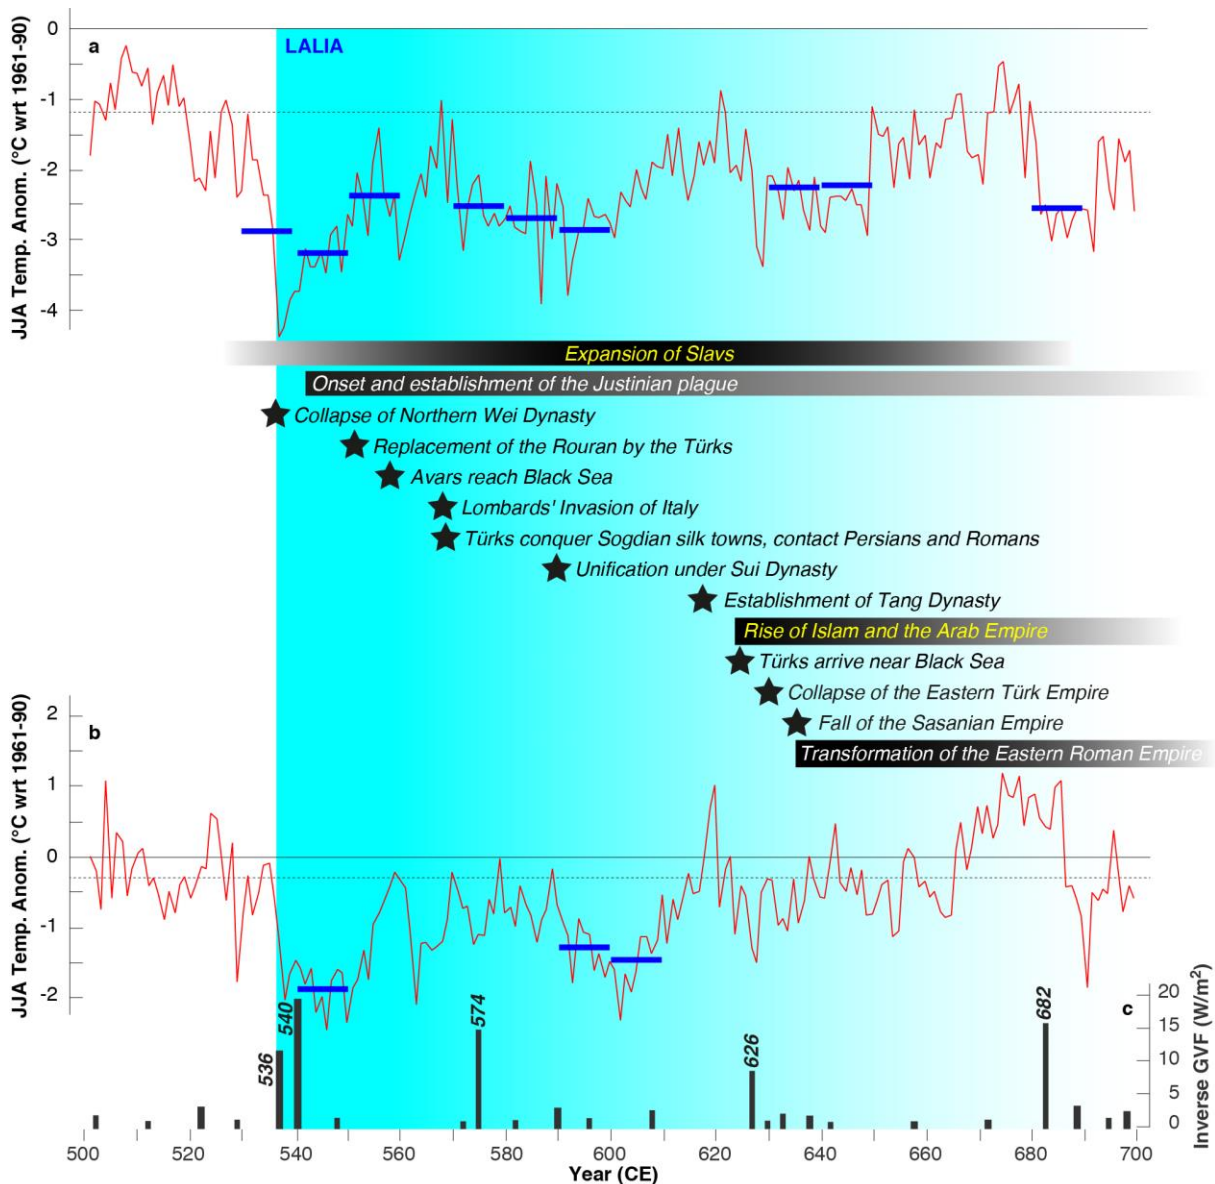 0
a
LALIA
-1
-2
-3
-4
JJA Temp. Anom. (°C wrt 1961-90)
Expansion of Slavs
Onset and establishment of the Justinian plague
Collapse of Northern Wei Dynasty
Replacement of the Rouran by the Türks
Avars reach Black Sea
Lombards' Invasion of Italy
Türks conquer Sogdian silk towns, contact Persians and Romans
Unification under Sui Dynasty
Establishment of Tang Dynasty
Rise of Islam and the Arab Empire
Türks arrive near Black Sea
Collapse of the Eastern Türk Empire
Fall of the Sasanian Empire
Transformation of the Eastern Roman Empire
2
b
1
0
-1
-2
JJA Temp. Anom. (°C wrt 1961-90)
536
540
574
626
682
c
20
15
10
5
0
Inverse GVF (W/m²)
500 520 540 560 580 600 620 640 660 680 700
Year (CE)